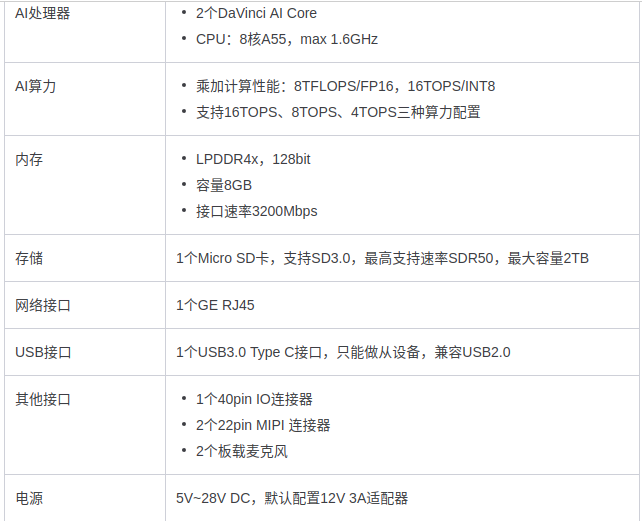 AI处理器
• 2个DaVinci AI Core
• CPU：8核A55，max 1.6GHz
AI算力
• 乘加计算性能：8TFLOPS/FP16，16TOPS/INT8
• 支持16TOPS、8TOPS、4TOPS三种算力配置
内存
• LPDDR4x，128bit
• 容量8GB
• 接口速率3200Mbps
存储
1个Micro SD卡，支持SD3.0，最高支持速率SDR50，最大容量2TB
网络接口
1个GE RJ45
USB接口
1个USB3.0 Type C接口，只能做从设备，兼容USB2.0
其他接口
• 1个40pin IO连接器
• 2个22pin MIPI 连接器
• 2个板载麦克风
电源
5V~28V DC，默认配置12V 3A适配器